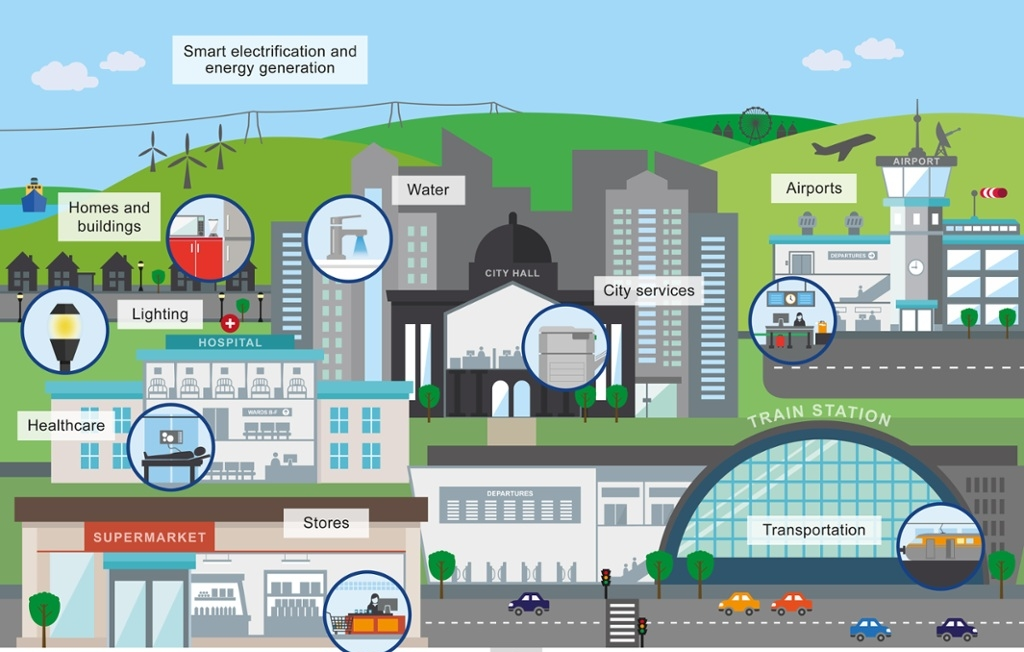 Smart electrification and
energy generation
Water
Homes and
buildings
Airports
AIRPORT
DEPARTURES
CITY HALL
City services
Lighting
HOSPITAL
WARDS B-F
Healthcare
TRAIN STATION
DEPARTURES
Stores
SUPERMARKET
Transportation